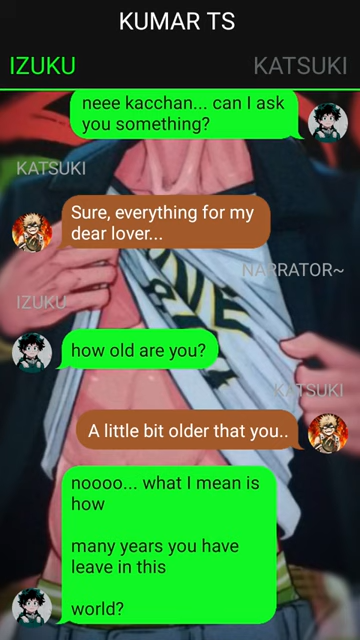 KUMAR TS
IZUKU
KATSUKI
neee kacchan... can I ask
you something?
KATSUKI
Sure, everything for my
dear lover...
NARRATOR~
IZUKU
how old are you?
KATSUKI
A little bit older that you..
noooo... what I mean is
how
many years you have
leave in this
world?